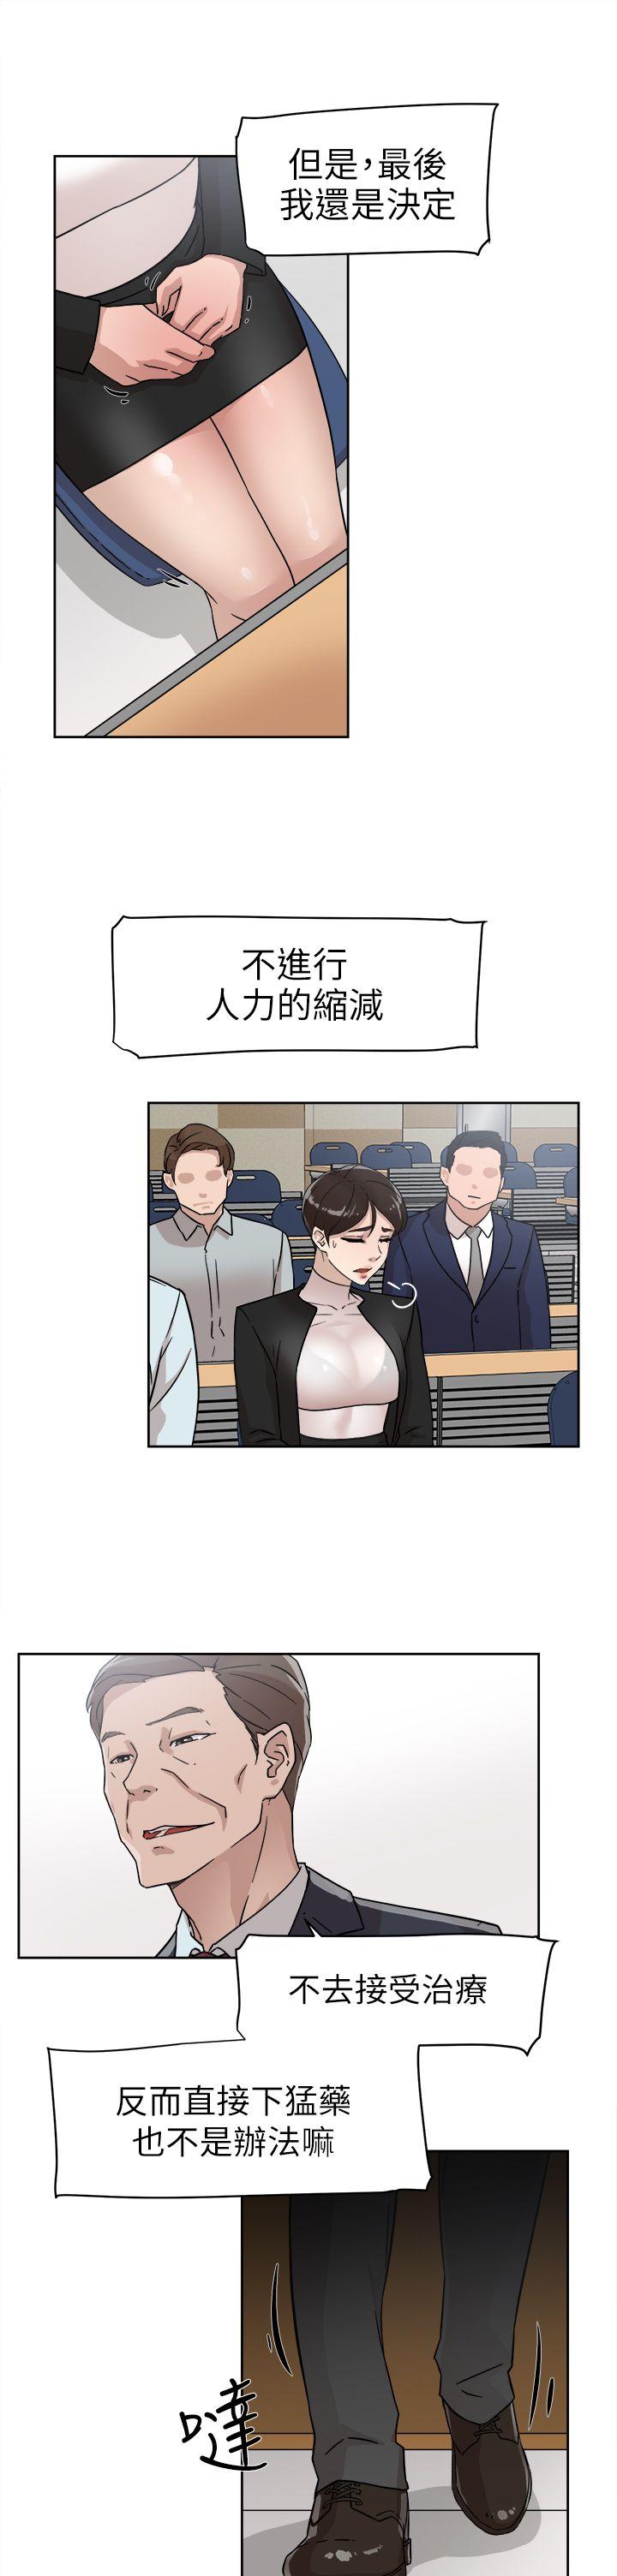 但是,最後
我還是決定
不進行
人力的縮減
不去接受治療
反而直接下猛藥
也不是辦法嘛
噠